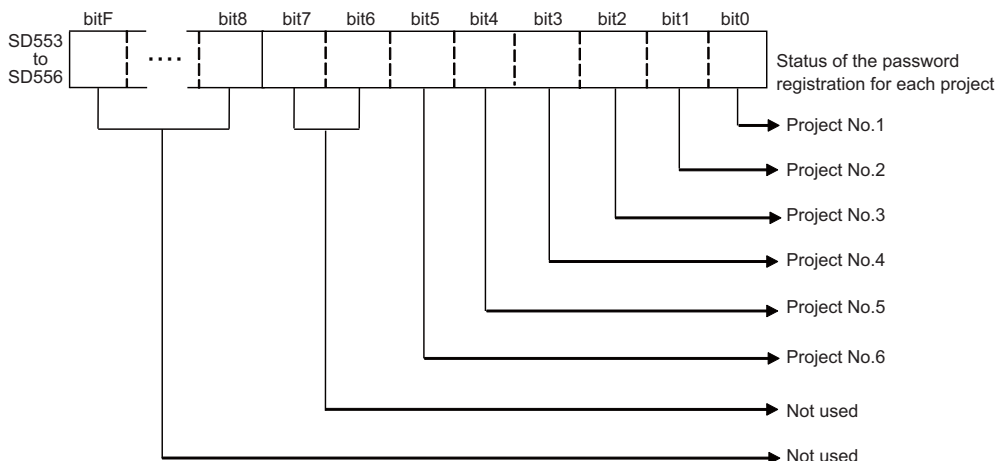 bitF bit8 bit7 bit6 bit5 bit4 bit3 bit2 bit1 bit0
SD553
to
SD556
····
Status of the password
registration for each project
Project No.1
Project No.2
Project No.3
Project No.4
Project No.5
Project No.6
Not used
Not used